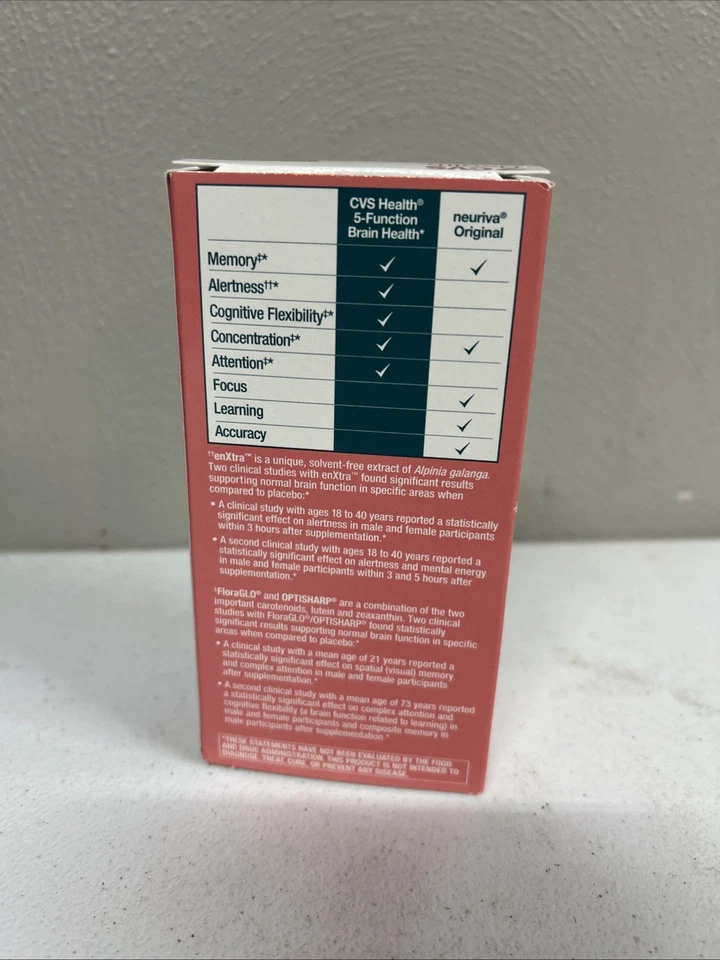 CVS Health®
5-Function
Brain Health*
neuriva®
Original
Memory‡* ✓ ✓
Alertness††* ✓
Cognitive Flexibility‡* ✓
Concentration‡* ✓ ✓
Attention‡* ✓
Focus ✓
Learning ✓
Accuracy ✓
††enXtra™ is a unique, solvent-free extract of Alpinia galanga.
Two clinical studies with enXtra™ found significant results
supporting normal brain function in specific areas when
compared to placebo:*
• A clinical study with ages 18 to 40 years reported a statistically
significant effect on alertness in male and female participants
within 3 hours after supplementation.*
• A second clinical study with ages 18 to 40 years reported a
statistically significant effect on alertness and mental energy
in male and female participants within 3 and 5 hours after
supplementation.*
‡FloraGLO® and OPTISHARP® are a combination of the two
important carotenoids, lutein and zeaxanthin. Two clinical
studies with FloraGLO®/OPTISHARP® found statistically
significant results supporting normal brain function in specific
areas when compared to placebo:*
• A clinical study with a mean age of 21 years reported a
statistically significant effect on spatial (visual) memory
and complex attention in male and female participants
after supplementation.*
• A second clinical study with a mean age of 73 years reported
a statistically significant effect on complex attention and
cognitive flexibility (a brain function related to learning) in
male and female participants and composite memory in
male participants after supplementation.*
*THESE STATEMENTS HAVE NOT BEEN EVALUATED BY THE FOOD
AND DRUG ADMINISTRATION. THIS PRODUCT IS NOT INTENDED TO
DIAGNOSE, TREAT, CURE, OR PREVENT ANY DISEASE.